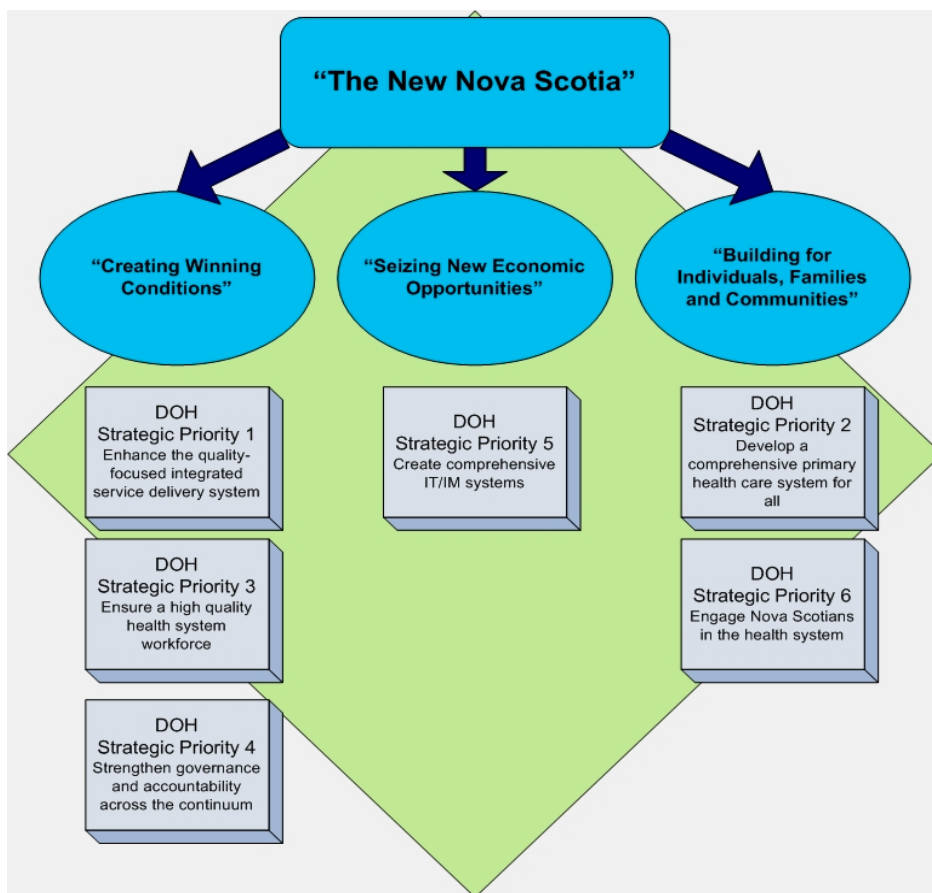 “The New Nova Scotia”
“Creating Winning
Conditions”
“Seizing New Economic
Opportunities”
“Building for
Individuals, Families
and Communities”
DOH
Strategic Priority 1
Enhance the quality-
focused integrated
service delivery system
DOH
Strategic Priority 5
Create comprehensive
IT/IM systems
DOH
Strategic Priority 2
Develop a
comprehensive primary
health care system for
all
DOH
Strategic Priority 3
Ensure a high quality
health system
workforce
DOH
Strategic Priority 6
Engage Nova Scotians
in the health system
DOH
Strategic Priority 4
Strengthen governance
and accountability
across the continuum